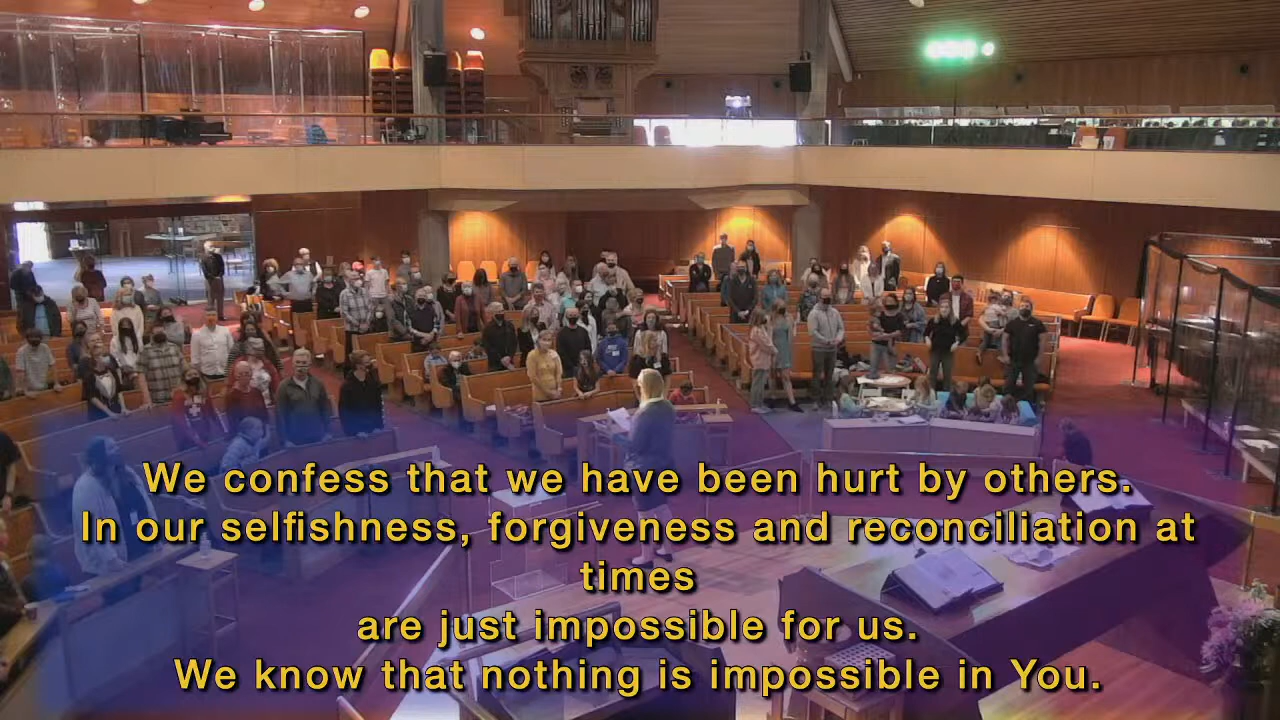 We confess that we have been hurt by others.
In our selfishness, forgiveness and reconciliation at
times
are just impossible for us.
We know that nothing is impossible in You.